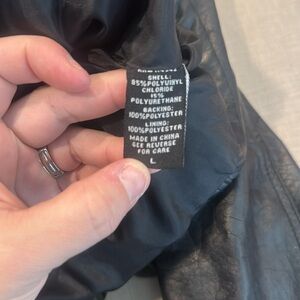 SHELL:
85%POLYVINYL
CHLORIDE
15%
POLYURETHANE
BACKING:
100%POLYESTER
LINING:
100%POLYESTER
MADE IN CHINA
SEE REVERSE
FOR CARE
L